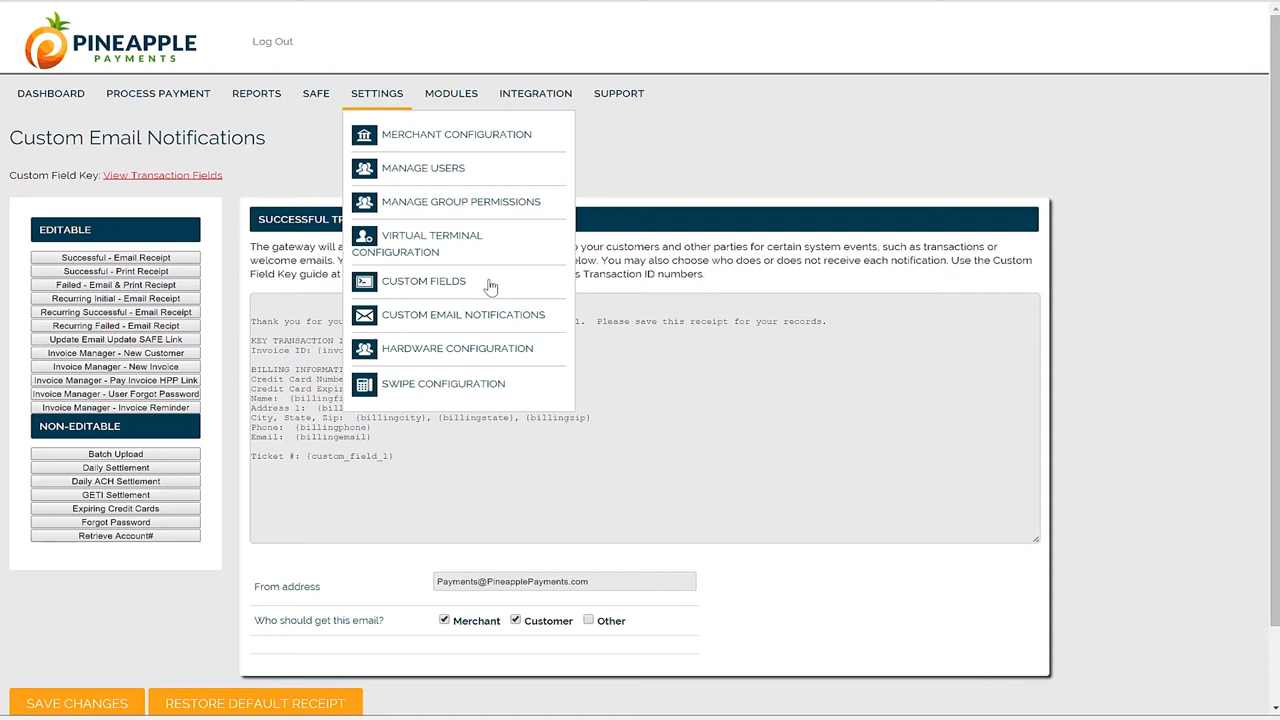 PINEAPPLE
PAYMENTS
Log Out
DASHBOARD PROCESS PAYMENT REPORTS SAFE SETTINGS MODULES INTEGRATION SUPPORT
Custom Email Notifications
Custom Field Key: View Transaction Fields
MERCHANT CONFIGURATION
MANAGE USERS
MANAGE GROUP PERMISSIONS
VIRTUAL TERMINAL
CONFIGURATION
CUSTOM FIELDS
CUSTOM EMAIL NOTIFICATIONS
HARDWARE CONFIGURATION
SWIPE CONFIGURATION
EDITABLE
Successful - Email Receipt
Successful - Print Receipt
Failed - Email & Print Reciept
Recurring Initial - Email Receipt
Recurring Successful - Email Receipt
Recurring Failed - Email Recipt
Update Email Update SAFE Link
Invoice Manager - New Customer
Invoice Manager - New Invoice
Invoice Manager - Pay Invoice HPP Link
Invoice Manager - User Forgot Password
Invoice Manager - Invoice Reminder
NON-EDITABLE
Batch Upload
Daily Settlement
Daily ACH Settlement
GETI Settlement
Expiring Credit Cards
Forgot Password
Retrieve Account#
SUCCESSFUL TR
The gateway will a o your customers and other parties for certain system events, such as transactions or
welcome emails. Yo low. You may also choose who does or does not receive each notification. Use the Custom
Field Key guide at s Transaction ID numbers.
Thank you for you l. Please save this receipt for your records.
KEY TRANSACTION I
Invoice ID: {invo
BILLING INFORMATI
Credit Card Numbe
Credit Card Expir
Name: {billingfi
Address 1: {bill
City, State, Zip: {billingcity}, {billingstate}, {billingzip}
Phone: {billingphone}
Email: {billingemail}
Ticket #: {custom_field_1}
From address Payments@PineapplePayments.com
Who should get this email? Merchant Customer Other
SAVE CHANGES RESTORE DEFAULT RECEIPT